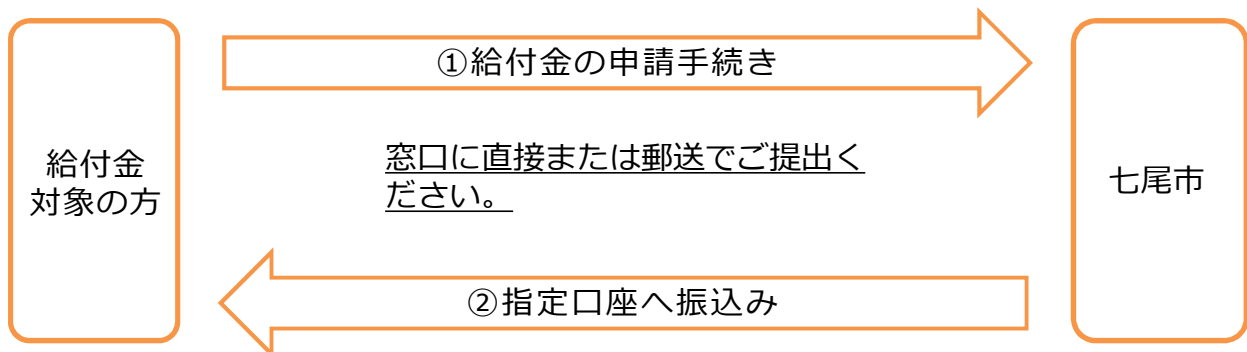 ①給付金の申請手続き
給付金
対象の方
窓口に直接または郵送でご提出く
ださい。
七尾市
②指定口座へ振込み